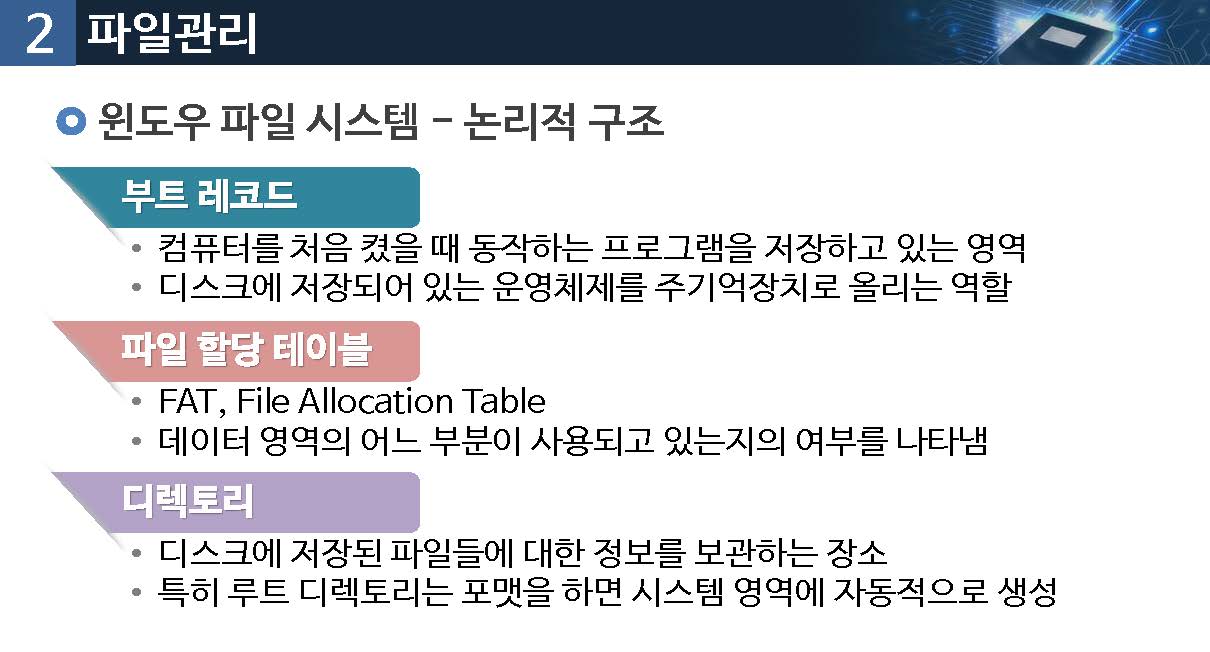 2 파일관리
윈도우 파일 시스템 – 논리적 구조
부트 레코드
• 컴퓨터를 처음 켰을 때 동작하는 프로그램을 저장하고 있는 영역
• 디스크에 저장되어 있는 운영체제를 주기억장치로 올리는 역할
파일 할당 테이블
• FAT, File Allocation Table
• 데이터 영역의 어느 부분이 사용되고 있는지의 여부를 나타냄
디렉토리
• 디스크에 저장된 파일들에 대한 정보를 보관하는 장소
• 특히 루트 디렉토리는 포맷을 하면 시스템 영역에 자동적으로 생성